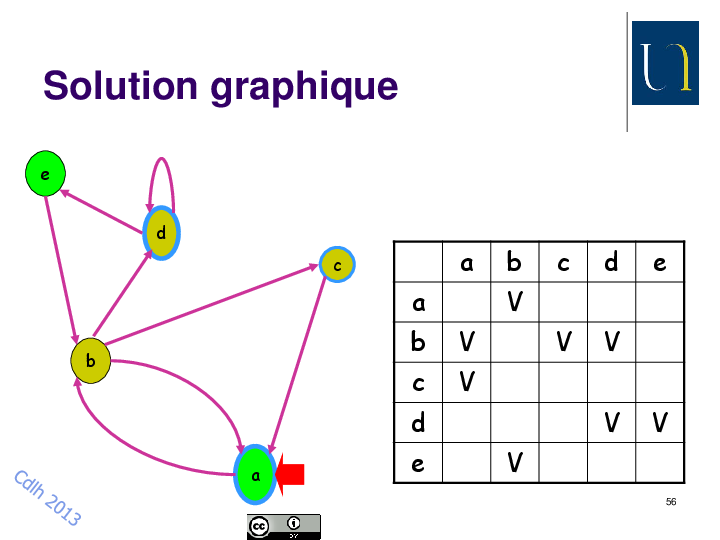 Solution graphique
e
d
c
b
a
a b c d e
a V
b V V V
c V
d V V
e V
Cdlh 2013
cc
BY
56